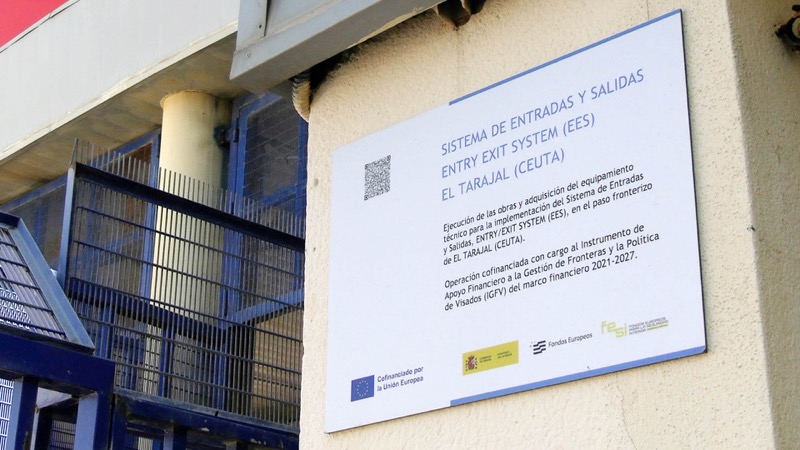 SISTEMA DE ENTRADAS Y SALIDAS
ENTRY EXIT SYSTEM (EES)
EL TARAJAL (CEUTA)
Ejecución de las obras y adquisición del equipamiento
técnico para la implementación del Sistema de Entradas
y Salidas, ENTRY/EXIT SYSTEM (EES), en el paso fronterizo
de EL TARAJAL (CEUTA).
Operación cofinanciada con cargo al Instrumento de
Apoyo Financiero a la Gestión de Fronteras y la Política
de Visados (IGFV) del marco financiero 2021-2027.
Cofinanciado por
la Unión Europea
Fondos Europeos
fesi